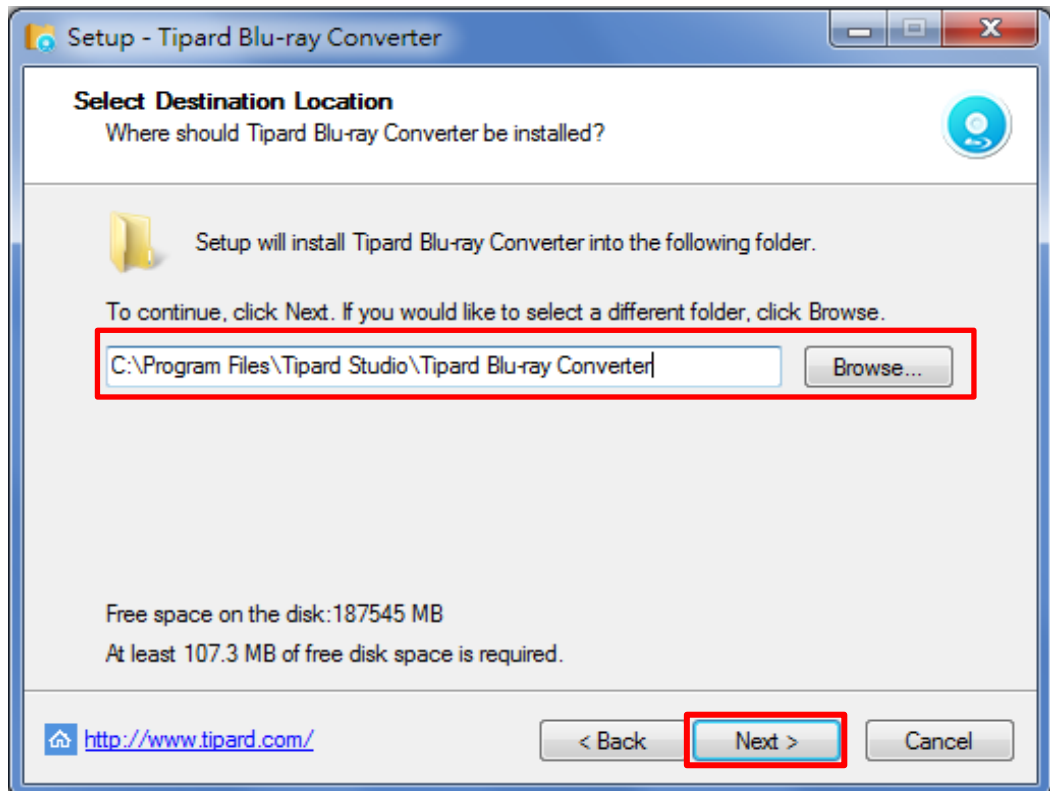 Setup - Tipard Blu-ray Converter
Select Destination Location
Where should Tipard Blu-ray Converter be installed?
Setup will install Tipard Blu-ray Converter into the following folder.
To continue, click Next. If you would like to select a different folder, click Browse.
C:\Program Files\Tipard Studio\Tipard Blu-ray Converter
Browse...
Free space on the disk:187545 MB
At least 107.3 MB of free disk space is required.
http://www.tipard.com/
< Back
Next >
Cancel